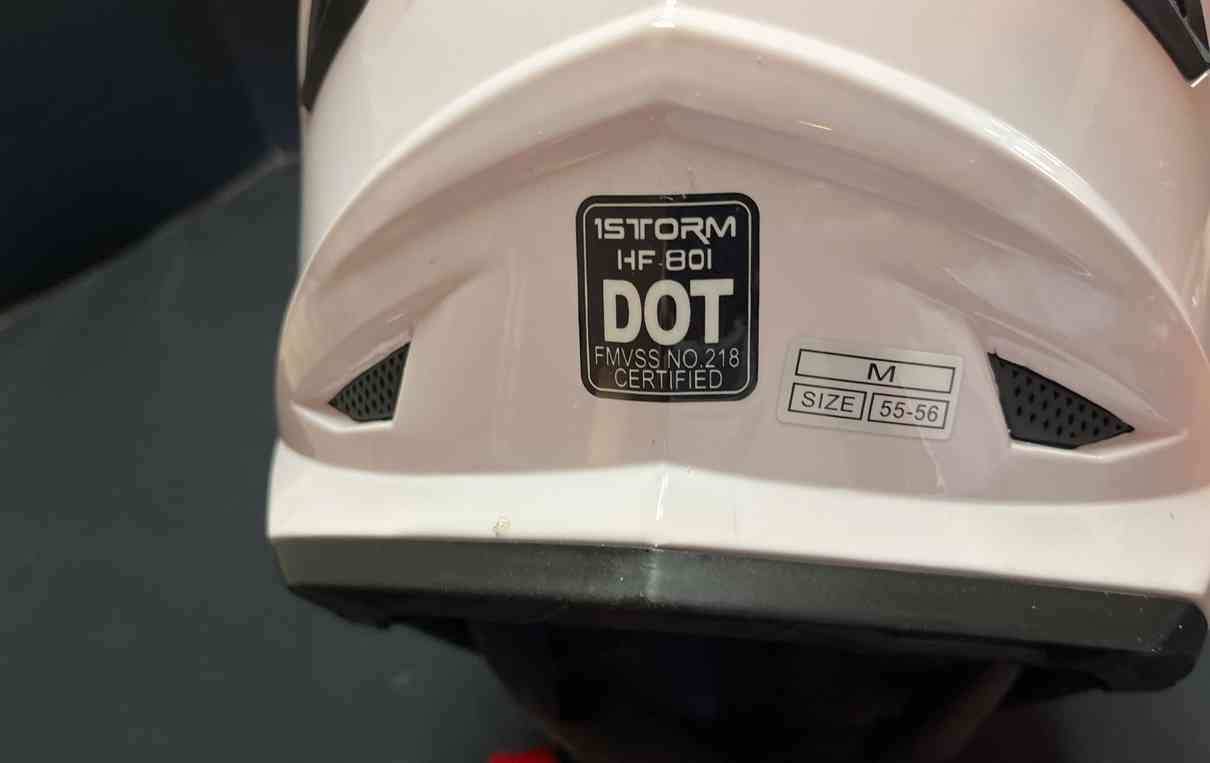 1STORM
HF 801
DOT
FMVSS NO.218
CERTIFIED
M
SIZE 55-56